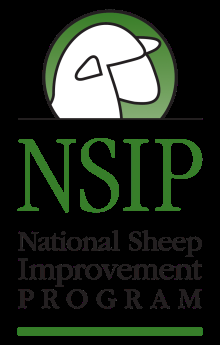 NSIP
National Sheep
Improvement
PROGRAM